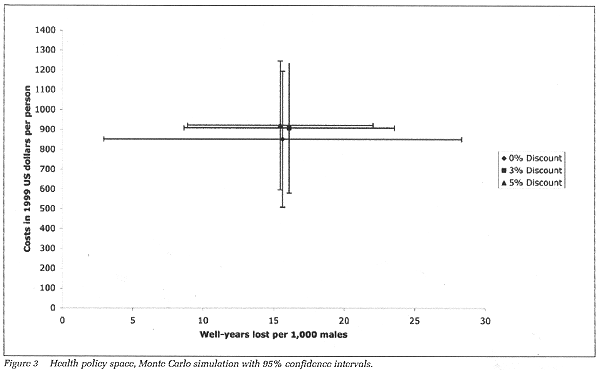 Costs in 1999 US dollars per person
1400
1300
1200
1100
1000
900
800
700
600
500
400
300
200
100
0
0 5 10 15 20 25 30
Well-years lost per 1,000 males
0% Discount
3% Discount
5% Discount
Figure 3 Health policy space, Monte Carlo simulation with 95% confidence intervals.